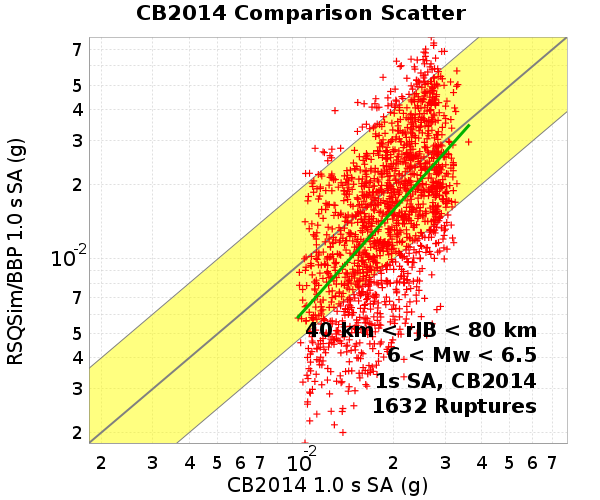 CB2014 Comparison Scatter
RSQSim/BBP 1.0 s SA (g)
7
5
4
3
2
10-2
7
5
4
3
2
40 km < rJB < 80 km
6 < Mw < 6.5
1s SA, CB2014
1632 Ruptures
2 3 4 5 6 7 10-2 2 3 4 5 6 7
CB2014 1.0 s SA (g)